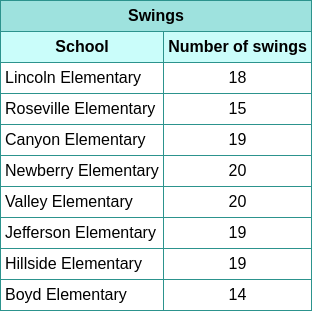 Swings
School Number of swings
Lincoln Elementary 18
Roseville Elementary 15
Canyon Elementary 19
Newberry Elementary 20
Valley Elementary 20
Jefferson Elementary 19
Hillside Elementary 19
Boyd Elementary 14